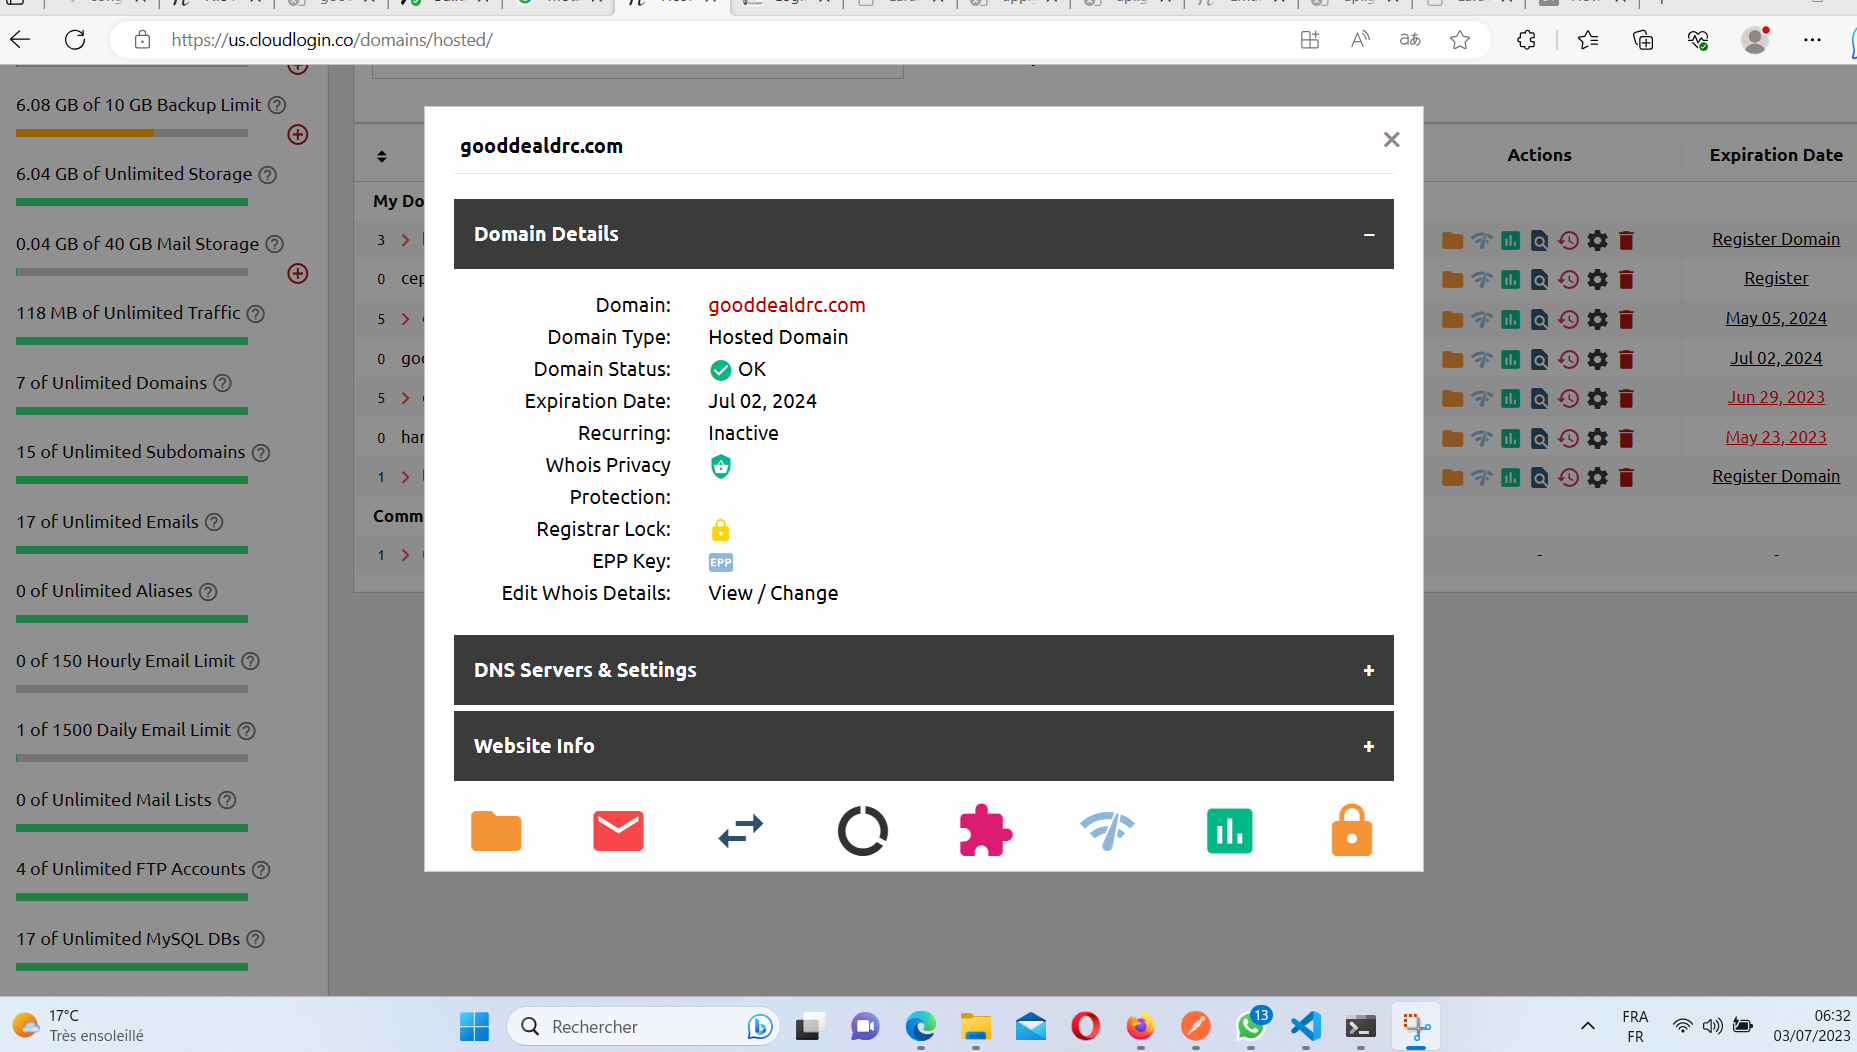 https://us.cloudlogin.co/domains/hosted/
6.08 GB of 10 GB Backup Limit
6.04 GB of Unlimited Storage
0.04 GB of 40 GB Mail Storage
118 MB of Unlimited Traffic
7 of Unlimited Domains
15 of Unlimited Subdomains
17 of Unlimited Emails
0 of Unlimited Aliases
0 of 150 Hourly Email Limit
1 of 1500 Daily Email Limit
0 of Unlimited Mail Lists
4 of Unlimited FTP Accounts
17 of Unlimited MySQL DBs
My Do
3
0 cep
5
0 goo
5
0 har
1
Comm
1
gooddealdrc.com
Domain Details
Domain: gooddealdrc.com
Domain Type: Hosted Domain
Domain Status: OK
Expiration Date: Jul 02, 2024
Recurring: Inactive
Whois Privacy
Protection:
Registrar Lock:
EPP Key: EPP
Edit Whois Details: View / Change
DNS Servers & Settings +
Website Info +
Actions Expiration Date
Register Domain
Register
May 05, 2024
Jul 02, 2024
Jun 29, 2023
May 23, 2023
Register Domain
- -
17°C
Très ensoleillé
Rechercher
13
FRA
FR
06:32
03/07/2023